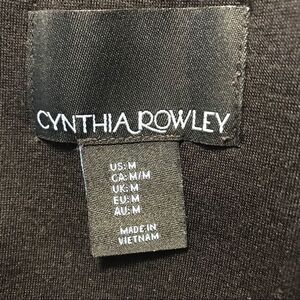 CYNTHIA ROWLEY
US: M
CA: M/M
UK: M
EU: M
AU: M
MADE IN
VIETNAM